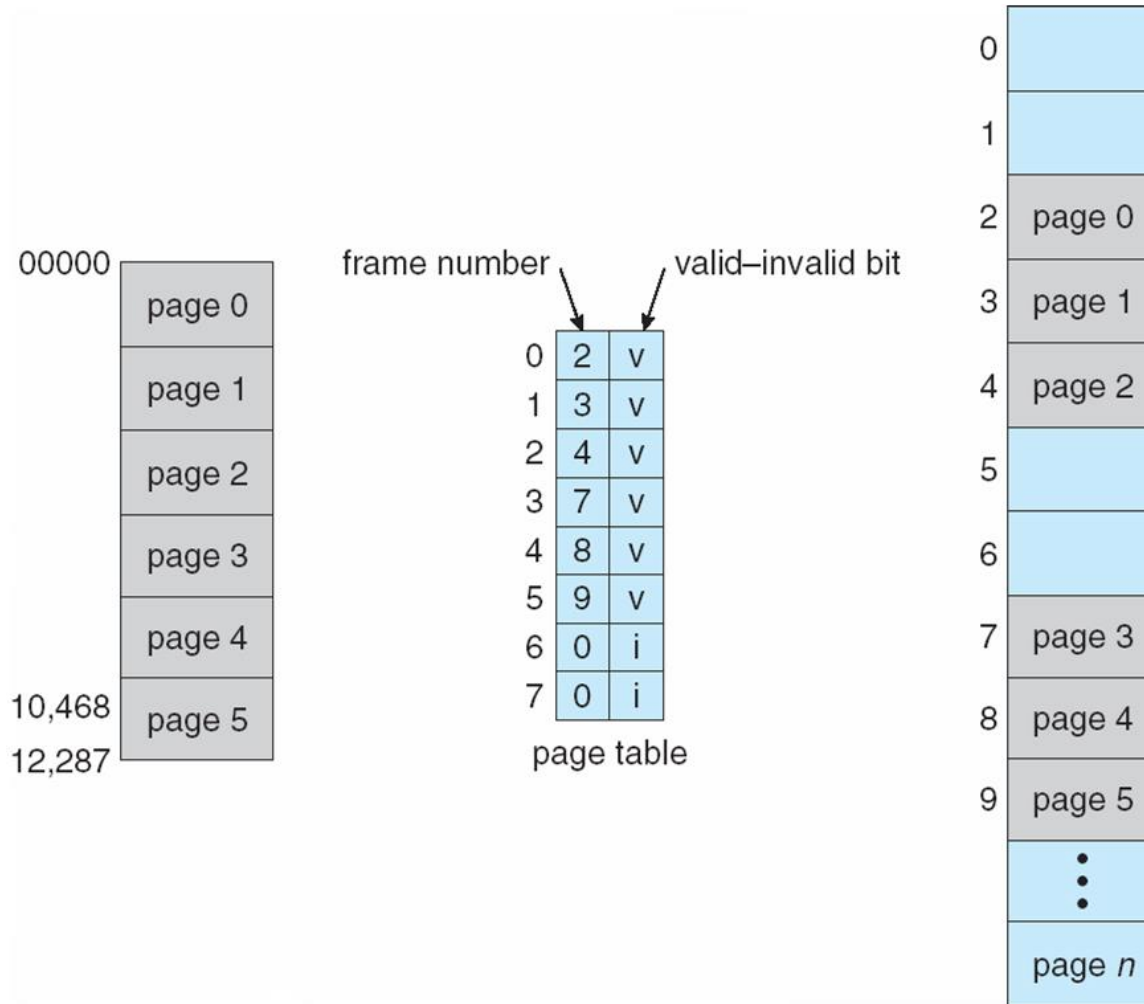 00000
page 0
page 1
page 2
page 3
page 4
10,468
page 5
12,287
frame number
valid–invalid bit
0 2 v
1 3 v
2 4 v
3 7 v
4 8 v
5 9 v
6 0 i
7 0 i
page table
0
1
2 page 0
3 page 1
4 page 2
5
6
7 page 3
8 page 4
9 page 5
page n